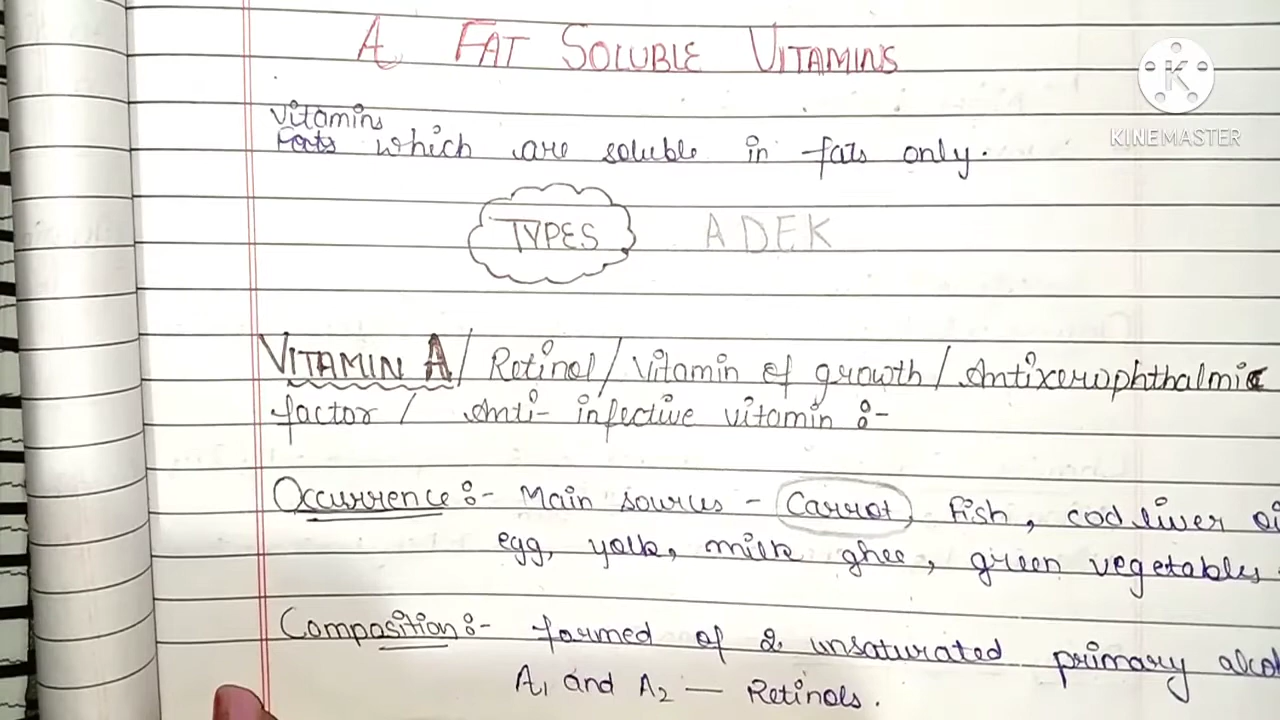 A FAT SOLUBLE VITAMINS
KINEMASTER
Vitamins
Fats which are soluble in fats only.
TYPES ADEK
VITAMIN A/ Retinol/ Vitamin of growth/ Antixerophthalmic
factor/ Anti-infective vitamin :-
Occurrence :- Main sources - Carrot, Fish, cod liver oi
egg, yolk, milk ghee, green vegetables.
Composition :- formed of 2 unsaturated primary alco
A₁ and A₂ — Retinols.